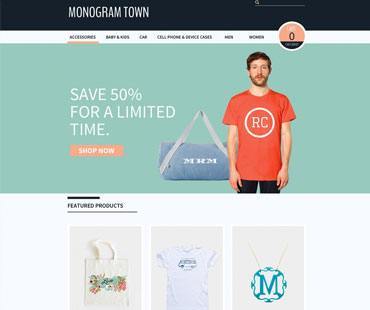 MONOGRAM TOWN
0
ACCESSORIES BABY & KIDS CAR CELL PHONE & DEVICE CASES MEN WOMEN
SAVE 50%
FOR A LIMITED
TIME.
SHOP NOW
RC
MRM
FEATURED PRODUCTS
M